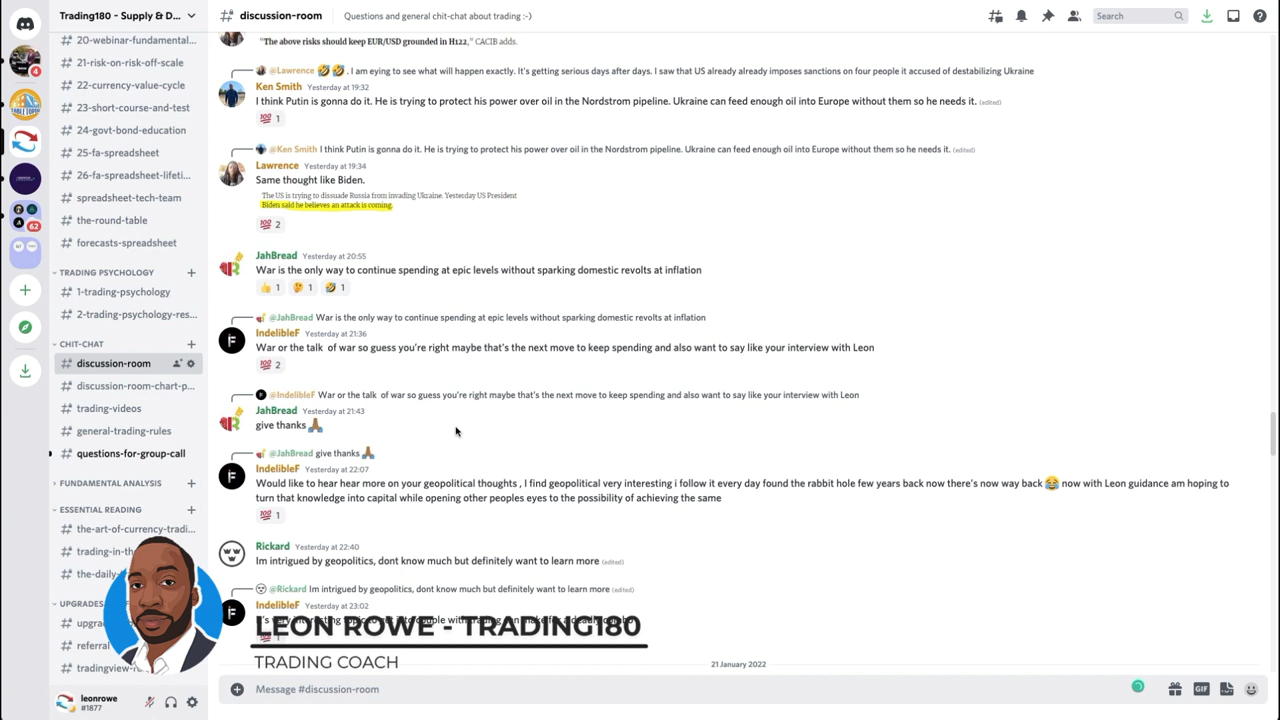 Trading180 - Supply & D...
discussion-room
Questions and general chit-chat about trading :-)
Search
4
62
20-webinar-fundamental...
21-risk-on-risk-off-scale
22-currency-value-cycle
23-short-course-and-test
24-govt-bond-education
25-fa-spreadsheet
26-fa-spreadsheet-lifeti...
spreadsheet-tech-team
the-round-table
forecasts-spreadsheet
TRADING PSYCHOLOGY
1-trading-psychology
2-trading-psychology-res...
CHIT-CHAT
discussion-room
discussion-room-chart-p...
trading-videos
general-trading-rules
questions-for-group-call
FUNDAMENTAL ANALYSIS
ESSENTIAL READING
the-art-of-currency-tradi...
trading-in-th
the-daily-
UPGRADES
upgra
referral
tradingview-
leonrowe
#1877
"The above risks should keep EUR/USD grounded in H122," CACIB adds.
@Lawrence 🤣🤣 . I am eying to see what will happen exactly. It's getting serious days after days. I saw that US already already imposes sanctions on four people it accused of destabilizing Ukraine
Ken Smith Yesterday at 19:32
I think Putin is gonna do it. He is trying to protect his power over oil in the Nordstrom pipeline. Ukraine can feed enough oil into Europe without them so he needs it. (edited)
💯 1
@Ken Smith I think Putin is gonna do it. He is trying to protect his power over oil in the Nordstrom pipeline. Ukraine can feed enough oil into Europe without them so he needs it. (edited)
Lawrence Yesterday at 19:34
Same thought like Biden.
The US is trying to dissuade Russia from invading Ukraine. Yesterday US President
Biden said he believes an attack is coming.
💯 2
JahBread Yesterday at 20:55
War is the only way to continue spending at epic levels without sparking domestic revolts at inflation
👍 1 🤔 1 🤣 1
@JahBread War is the only way to continue spending at epic levels without sparking domestic revolts at inflation
IndelibleF Yesterday at 21:36
War or the talk of war so guess you're right maybe that's the next move to keep spending and also want to say like your interview with Leon
💯 2
@IndelibleF War or the talk of war so guess you're right maybe that's the next move to keep spending and also want to say like your interview with Leon
JahBread Yesterday at 21:43
give thanks 🙏🏾
@JahBread give thanks 🙏🏾
IndelibleF Yesterday at 22:07
Would like to hear hear more on your geopolitical thoughts , I find geopolitical very interesting i follow it every day found the rabbit hole few years back now there's now way back 😂 now with Leon guidance am hoping to
turn that knowledge into capital while opening other peoples eyes to the possibility of achieving the same
💯 1
Rickard Yesterday at 22:40
Im intrigued by geopolitics, dont know much but definitely want to learn more (edited)
@Rickard Im intrigued by geopolitics, dont know much but definitely want to learn more (edited)
IndelibleF Yesterday at 23:02
LEON ROWE - TRADING180
TRADING COACH
21 January 2022
Message #discussion-room
GIF